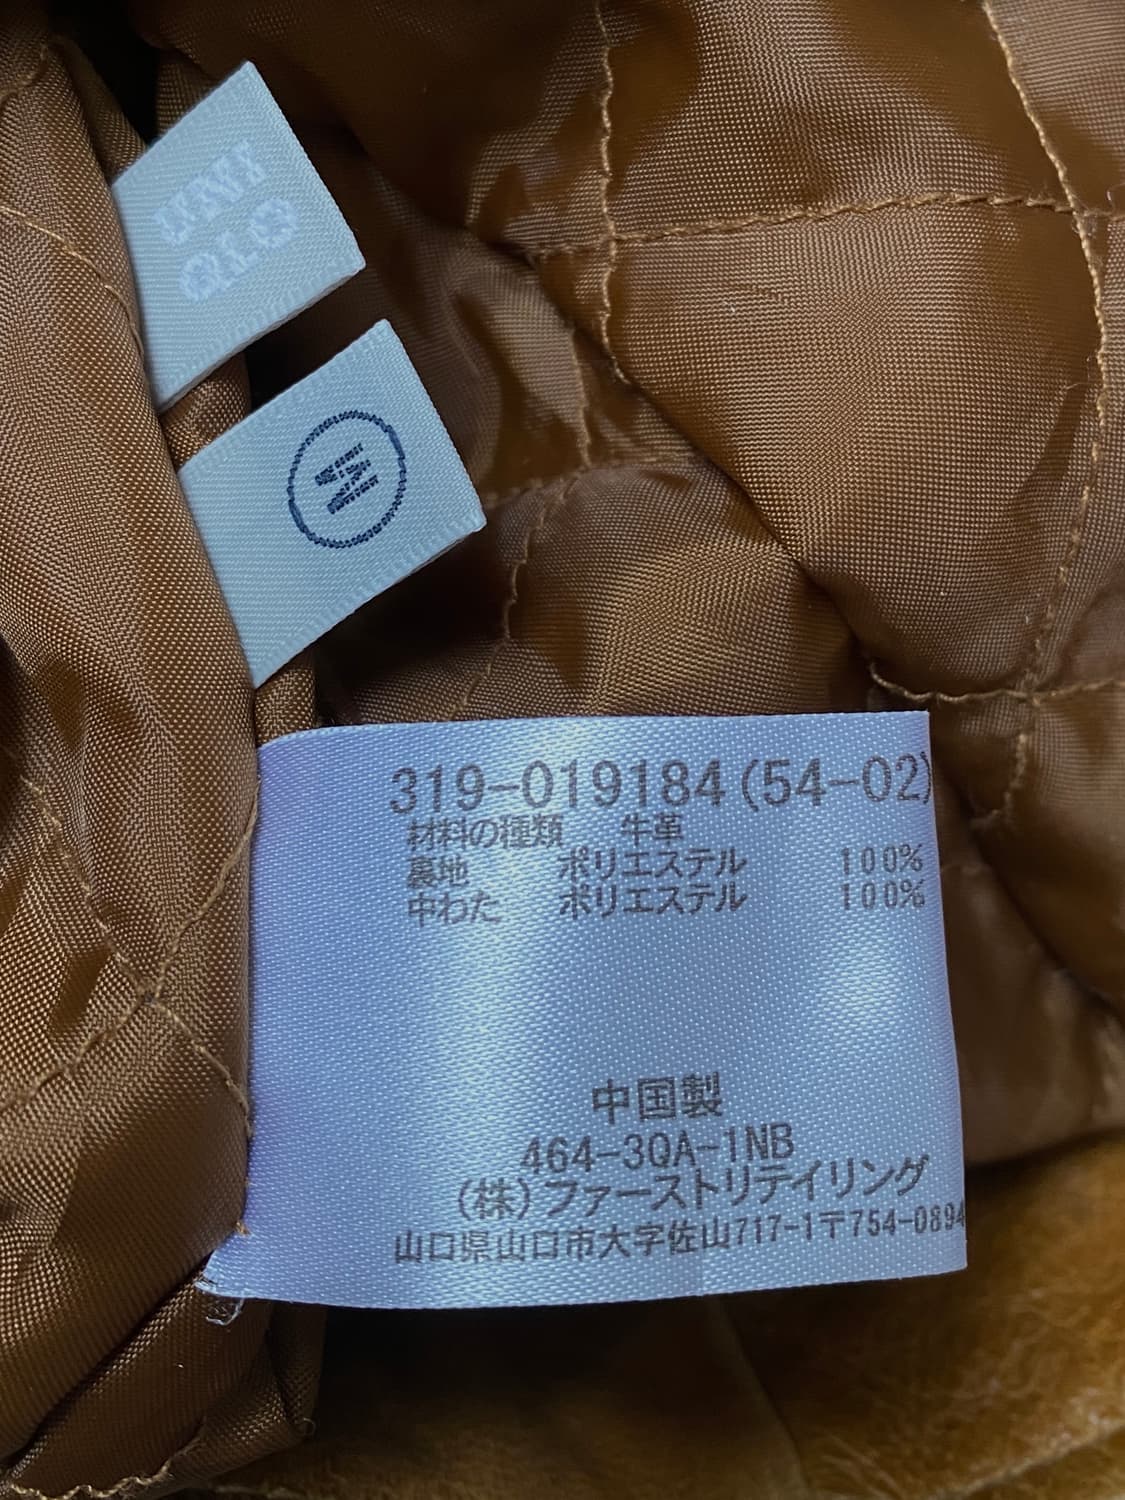 UNI
QLO
M
319-019184(54-02)
材料の種類 牛革
裏地 ポリエステル 100%
中わた ポリエステル 100%
中国製
464-3QA-1NB
(株)ファーストリテイリング
山口県山口市大字佐山717-1〒754-0894